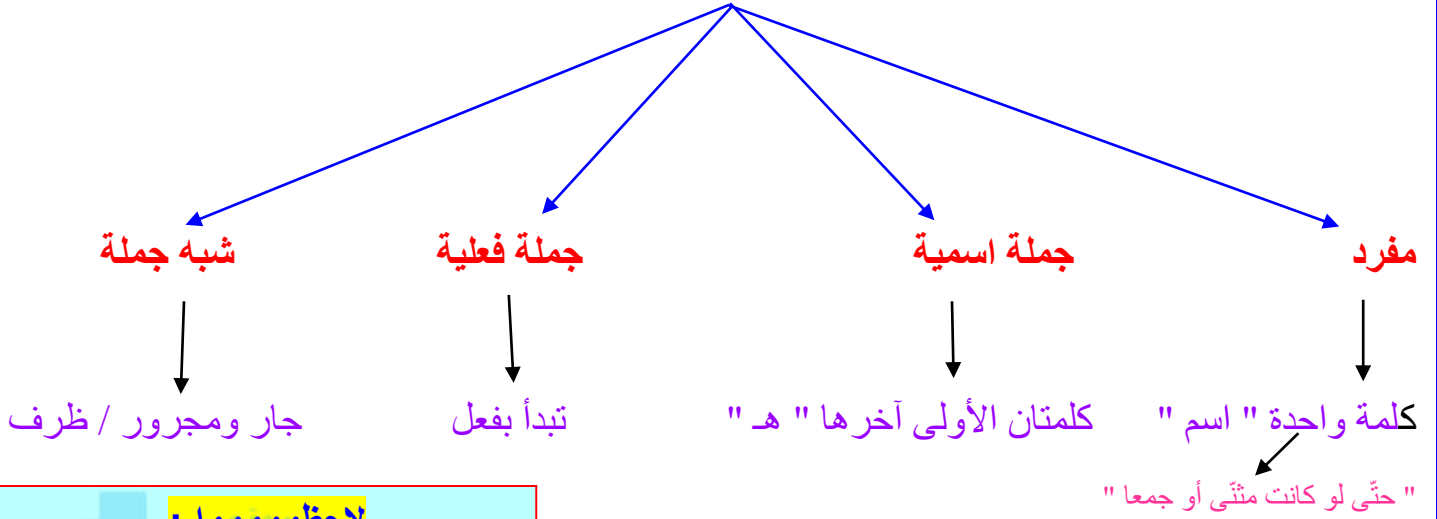 مفرد
جملة اسمية
جملة فعلية
شبه جملة
كلمة واحدة " اسم "
كلمتان الأولى آخرها " هـ "
تبدأ بفعل
جار ومجرور / ظرف
" حتّى لو كانت مثنّى أو جمعا "